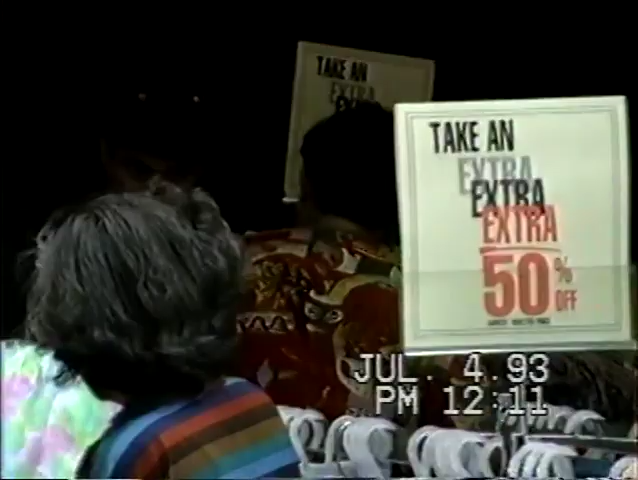 TAKE AN
EXTRA
TAKE AN
EXTRA
EXTRA
EXTRA
50% OFF
JUL. 4.93
PM 12:11